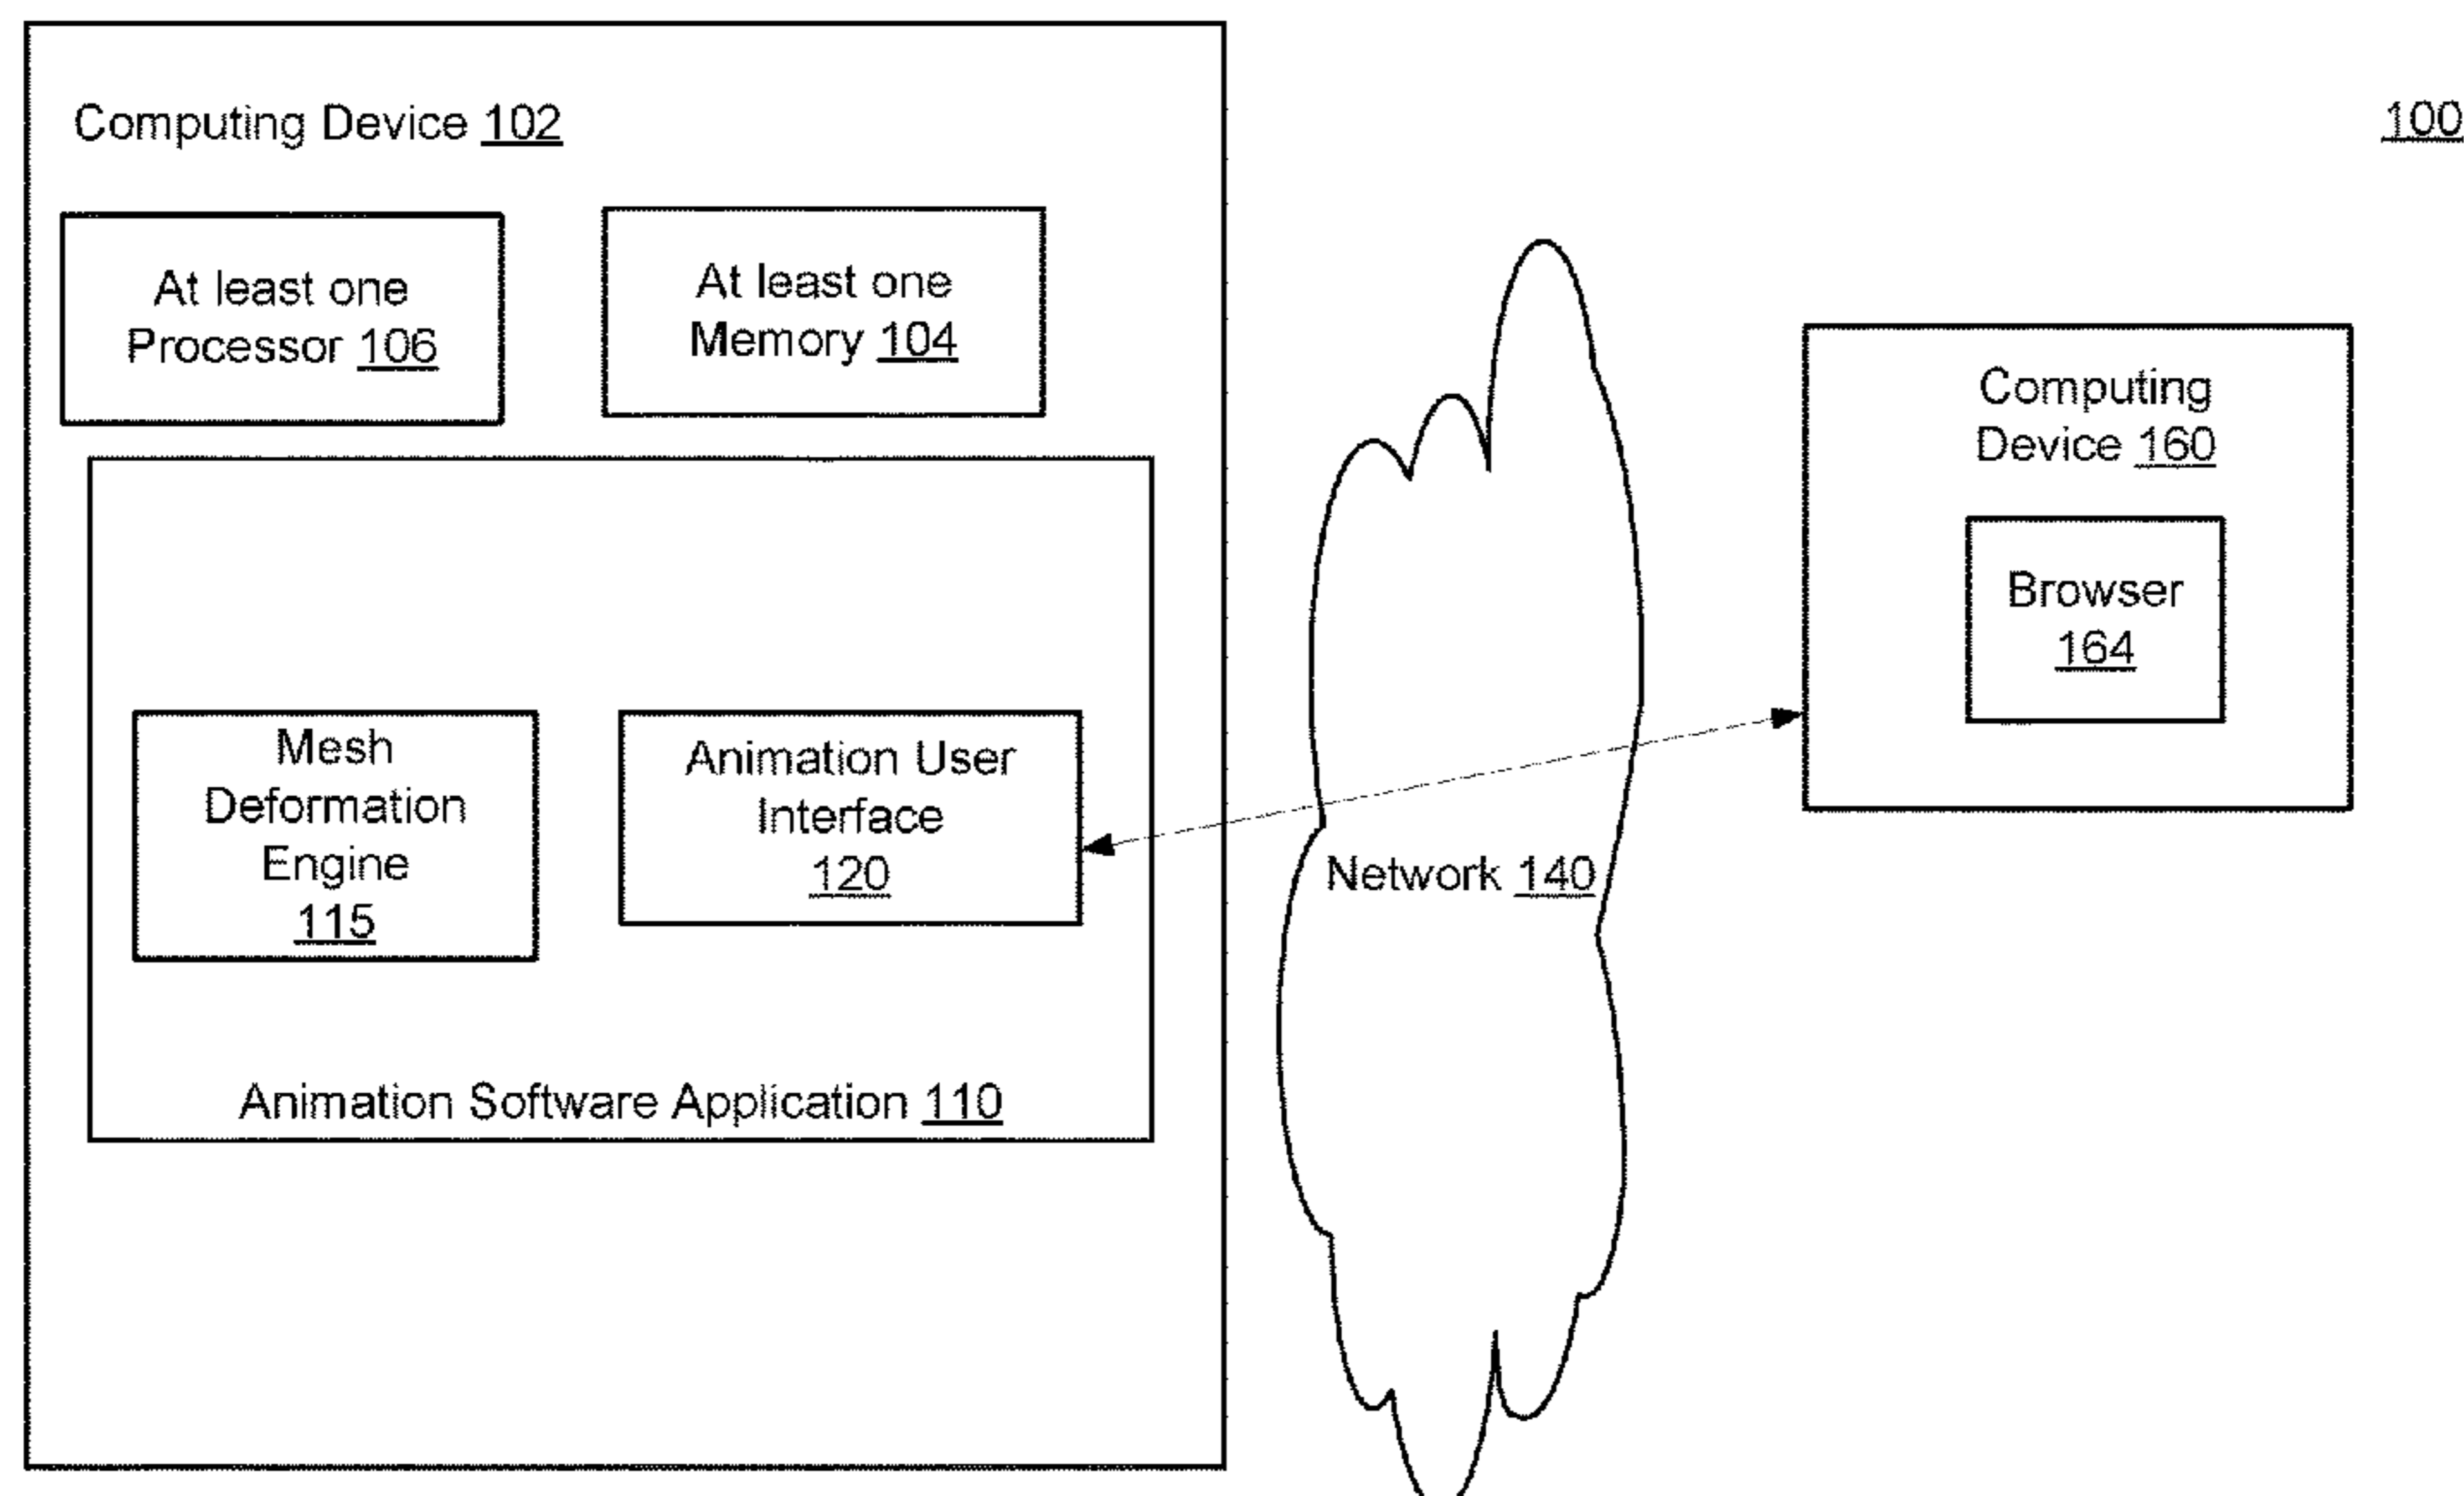 Computing Device 102
100
At least one
Processor 106
At least one
Memory 104
Computing
Device 160
Browser
164
Mesh
Deformation
Engine
115
Animation User
Interface
120
Network 140
Animation Software Application 110